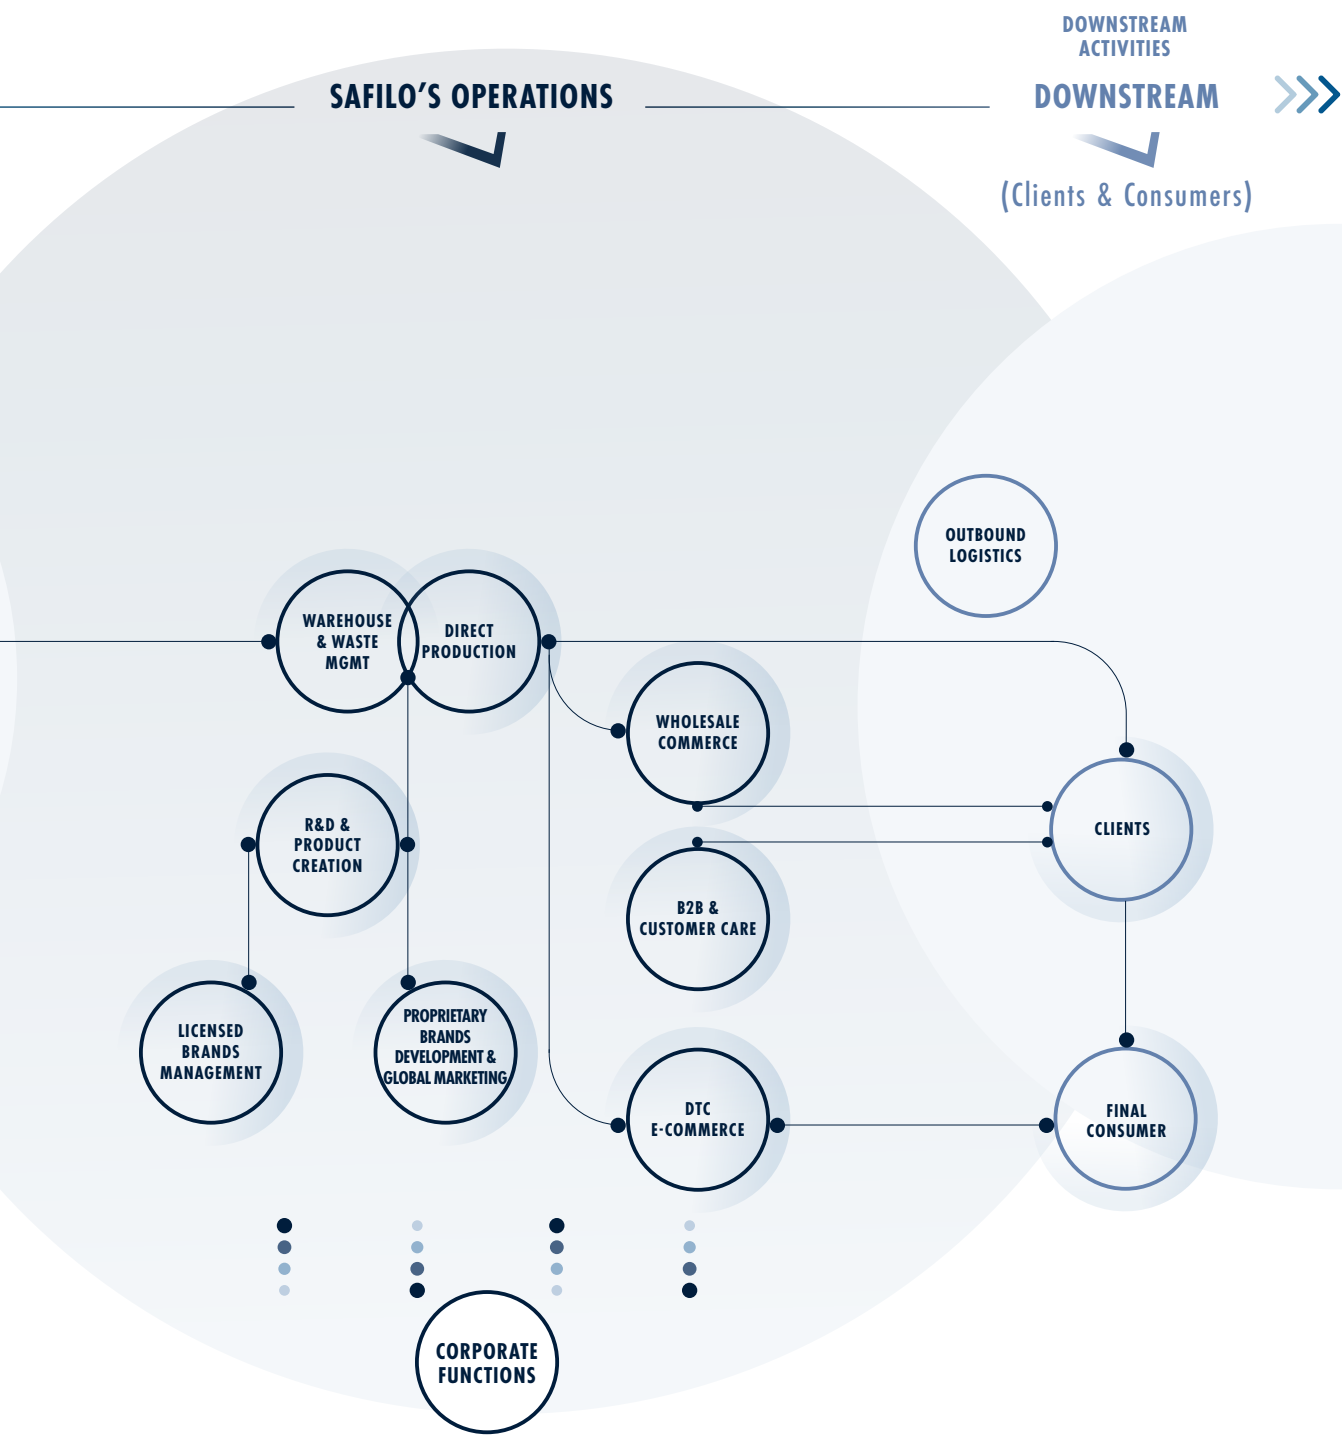 DOWNSTREAM
ACTIVITIES
SAFILO'S OPERATIONS
DOWNSTREAM
(Clients & Consumers)
OUTBOUND
LOGISTICS
WAREHOUSE
& WASTE
MGMT
DIRECT
PRODUCTION
WHOLESALE
COMMERCE
R&D &
PRODUCT
CREATION
CLIENTS
B2B &
CUSTOMER CARE
LICENSED
BRANDS
MANAGEMENT
PROPRIETARY
BRANDS
DEVELOPMENT &
GLOBAL MARKETING
DTC
E-COMMERCE
FINAL
CONSUMER
CORPORATE
FUNCTIONS